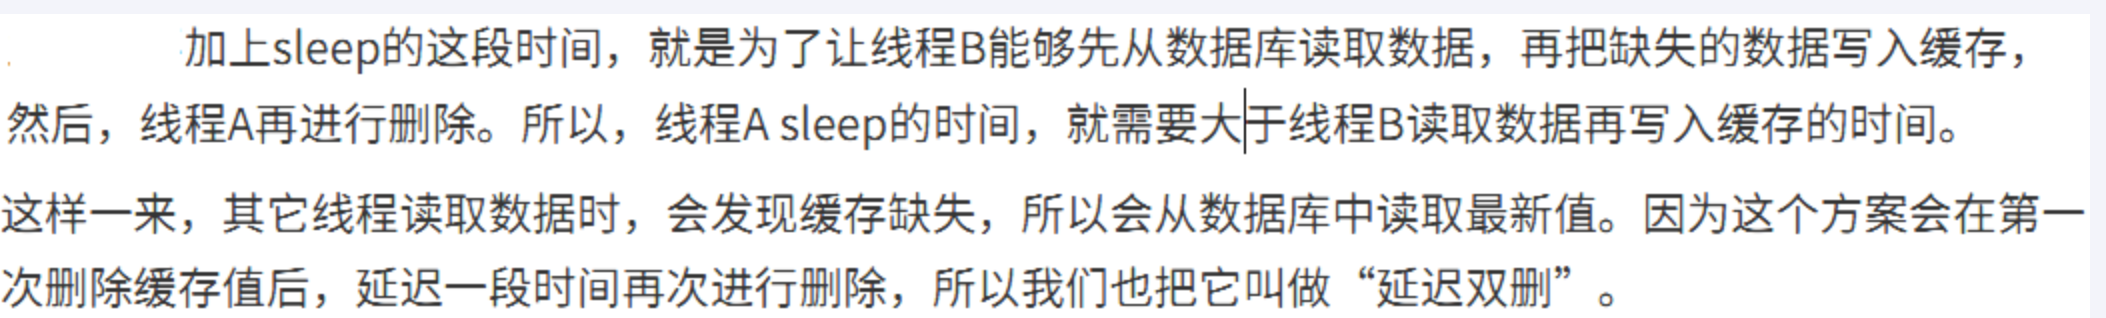 加上sleep的这段时间，就是为了让线程B能够先从数据库读取数据，再把缺失的数据写入缓存，
然后，线程A再进行删除。所以，线程A sleep的时间，就需要大于线程B读取数据再写入缓存的时间。
这样一来，其它线程读取数据时，会发现缓存缺失，所以会从数据库中读取最新值。因为这个方案会在第一
次删除缓存值后，延迟一段时间再次进行删除，所以我们也把它叫做“延迟双删”。